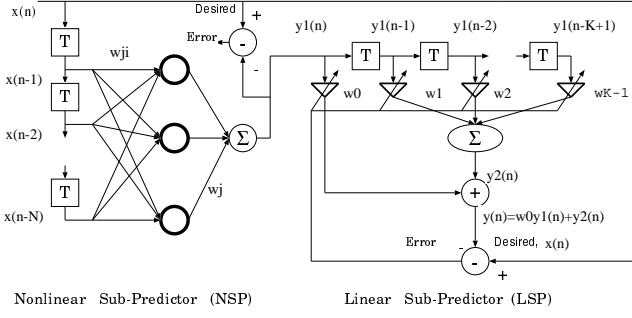 x(n)
Desired
+
T
Error
-
-
y1(n)
y1(n-1)
y1(n-2)
y1(n-K+1)
T
T
T
wji
x(n-1)
T
w0
w1
w2
wK-1
x(n-2)
Σ
Σ
T
wj
y2(n)
+
x(n-N)
y(n)=w0y1(n)+y2(n)
Error
-
Desired, x(n)
-
+
Nonlinear Sub-Predictor (NSP)
Linear Sub-Predictor (LSP)